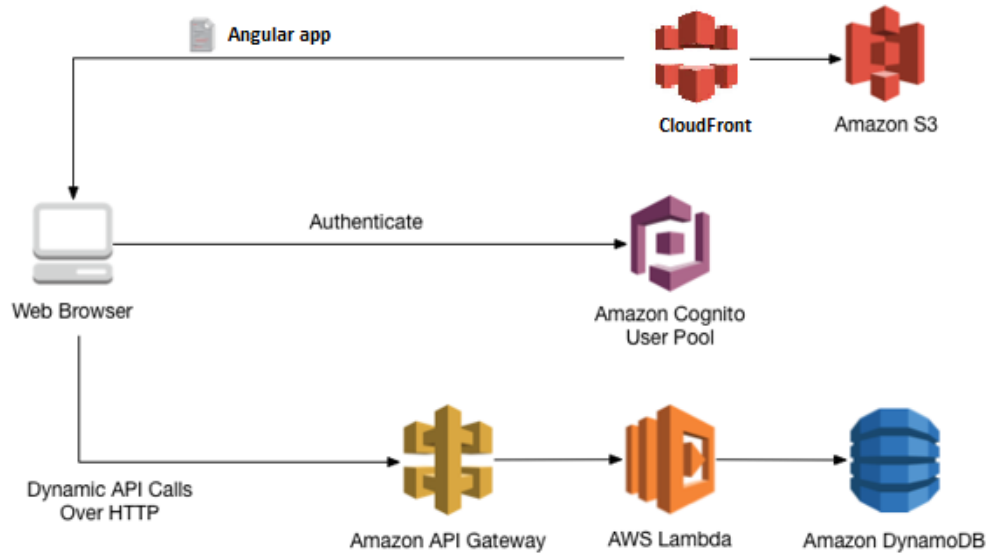 Angular app
CloudFront
Amazon S3
Authenticate
Web Browser
Amazon Cognito
User Pool
Dynamic API Calls
Over HTTP
Amazon API Gateway
AWS Lambda
Amazon DynamoDB